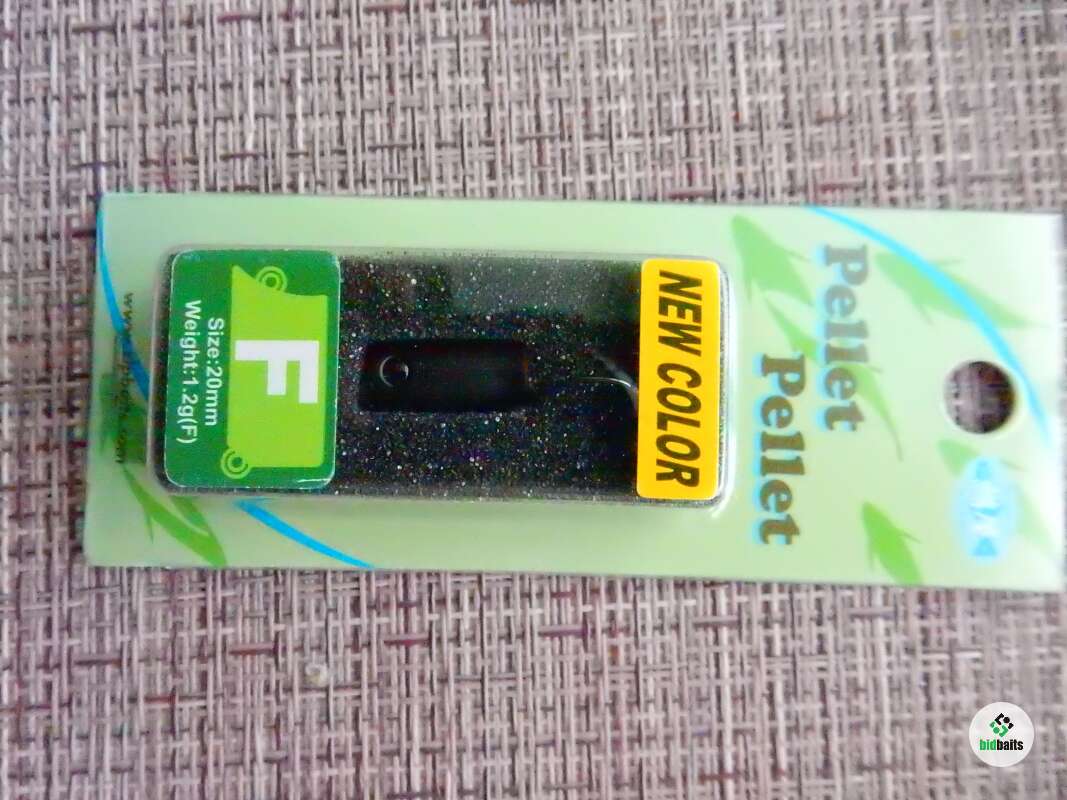 Pellet
Pellet
NEW COLOR
F
Size:20mm
Weight:1.2g(F)
bidbaits